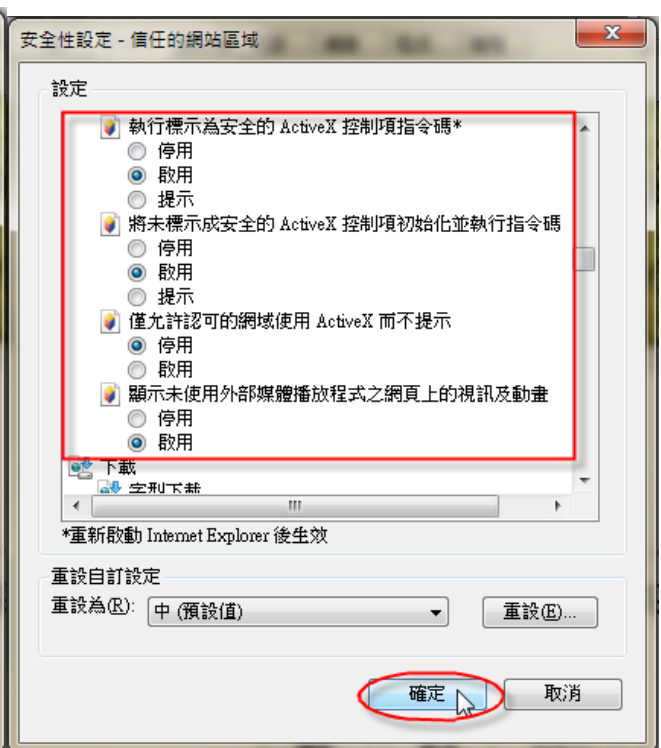 安全性設定 - 信任的網站區域
設定
執行標示為安全的 ActiveX 控制項指令碼*
停用
啟用
提示
將未標示成安全的 ActiveX 控制項初始化並執行指令碼
停用
啟用
提示
僅允許認可的網域使用 ActiveX 而不提示
停用
啟用
顯示未使用外部媒體播放程式之網頁上的視訊及動畫
停用
啟用
下載
字型下載
*重新啟動 Internet Explorer 後生效
重設自訂設定
重設為(R): 中 (預設值) 重設(E)...
確定 取消